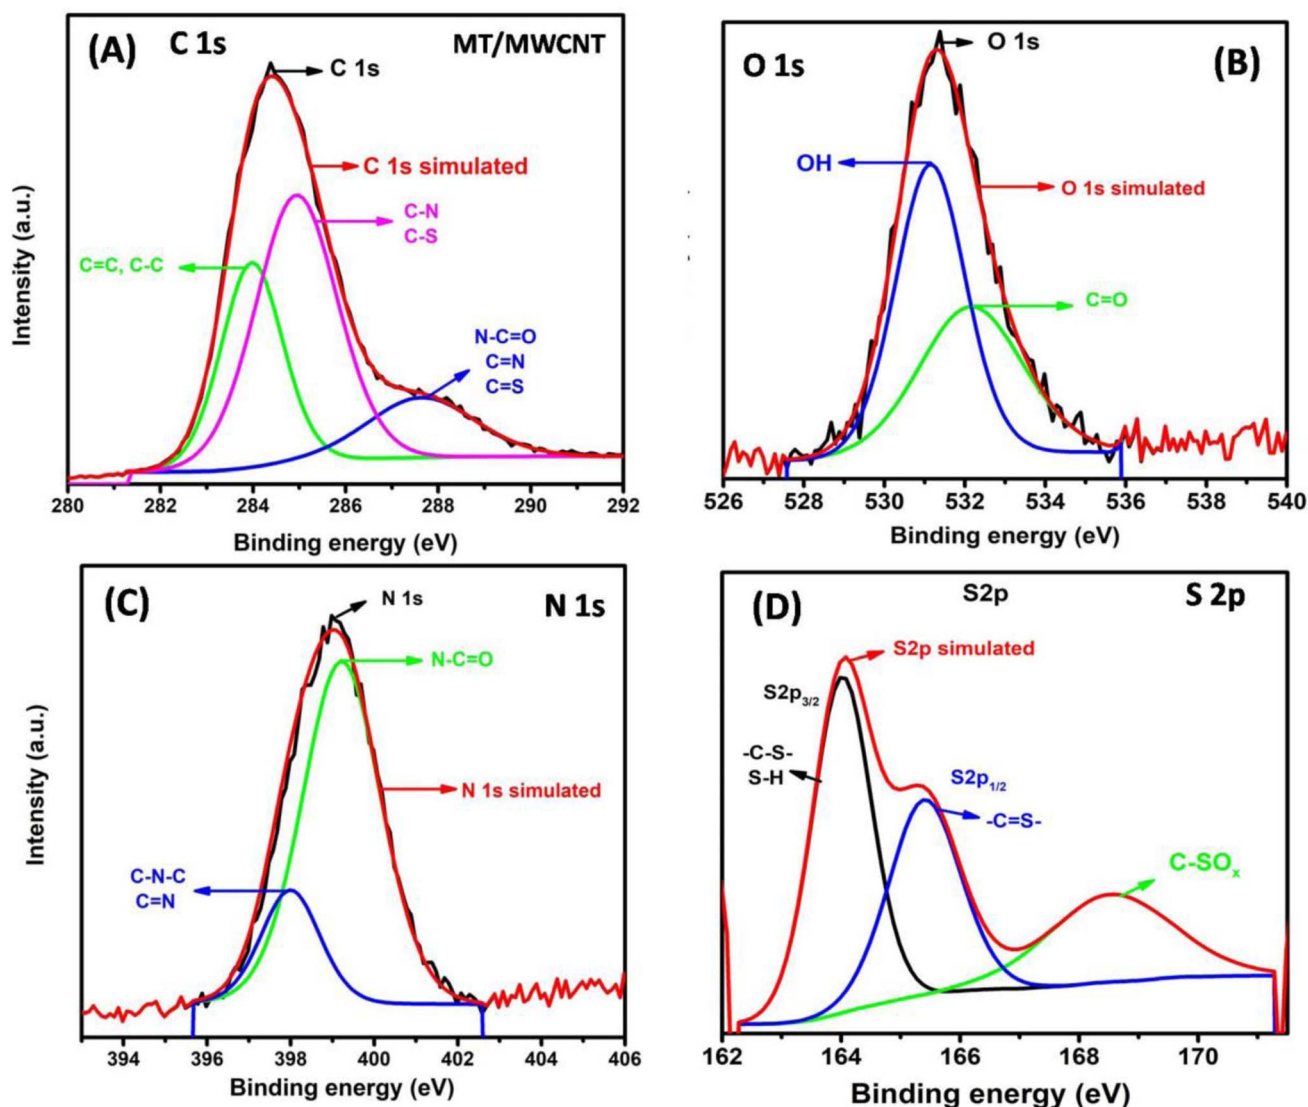 (A)
C 1s
MT/MWCNT
C 1s
C 1s simulated
C-N
C-S
C=C, C-C
N-C=O
C=N
C=S
Intensity (a.u.)
280 282 284 286 288 290 292
Binding energy (eV)
O 1s
O 1s
(B)
OH
O 1s simulated
C=O
526 528 530 532 534 536 538 540
Binding energy (eV)
(C)
N 1s
N 1s
N-C=O
N 1s simulated
C-N-C
C=N
Intensity (a.u.)
394 396 398 400 402 404 406
Binding energy (eV)
(D)
S2p
S 2p
S2p simulated
S2p3/2
-C-S-
S-H
S2p1/2
-C=S-
C-SOx
162 164 166 168 170
Binding energy (eV)